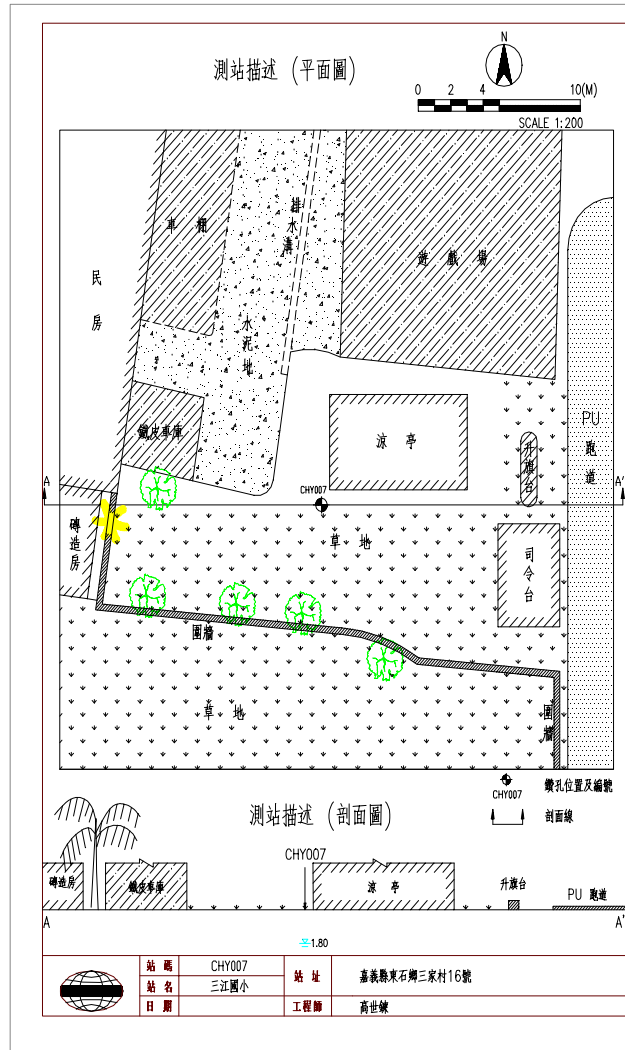 測站描述 (平面圖)
N
0 2 4 10(M)
SCALE 1:200
車棚
排水溝
遊戲場
民房
水泥地
PU跑道
鐵皮車庫
涼亭
升旗台
A
A'
CHY007
磚造房
草地
司令台
圍牆
草地
圍牆
CHY007
鑽孔位置及編號
測站描述 (剖面圖)
剖面線
CHY007
磚造房
鐵皮車庫
涼亭
升旗台
PU 跑道
A
A'
1.80
站碼 CHY007 站址 嘉義縣東石鄉三家村16號
站名 三江國小
日期 工程師 高世鍊